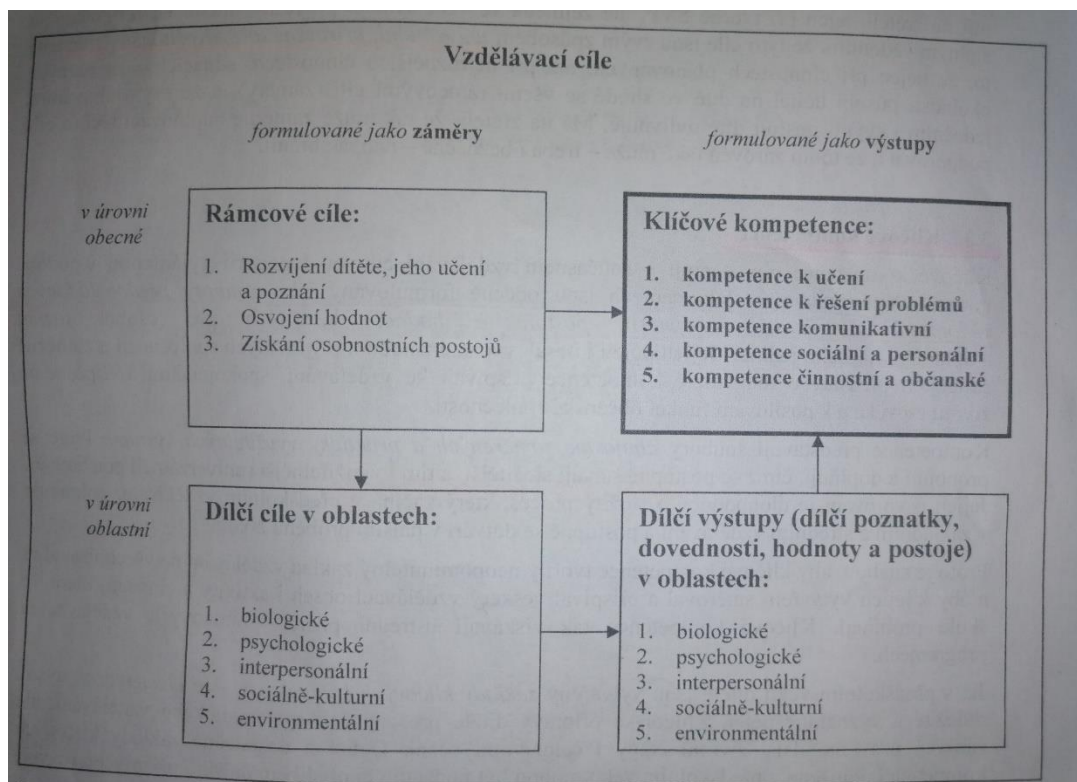 Vzdělávací cíle
formulované jako záměry
formulované jako výstupy
v úrovni
obecné
Rámcové cíle:
1. Rozvíjení dítěte, jeho učení
a poznání
2. Osvojení hodnot
3. Získání osobnostních postojů
Klíčové kompetence:
1. kompetence k učení
2. kompetence k řešení problémů
3. kompetence komunikativní
4. kompetence sociální a personální
5. kompetence činnostní a občanské
v úrovni
oblastní
Dílčí cíle v oblastech:
1. biologické
2. psychologické
3. interpersonální
4. sociálně-kulturní
5. environmentální
Dílčí výstupy (dílčí poznatky,
dovednosti, hodnoty a postoje)
v oblastech:
1. biologické
2. psychologické
3. interpersonální
4. sociálně-kulturní
5. environmentální